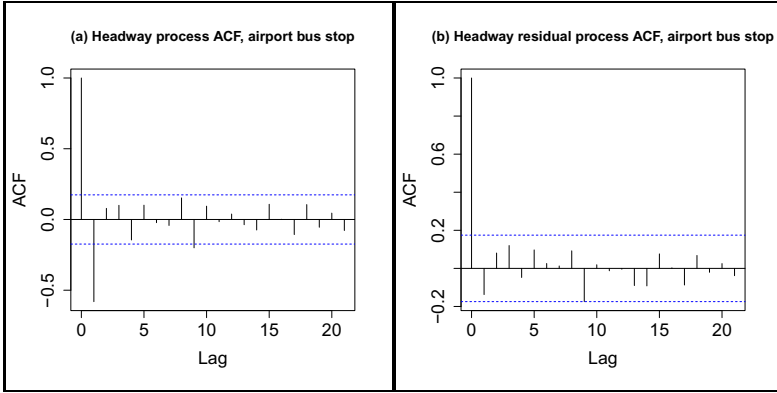 (a) Headway process ACF, airport bus stop
ACF
1.0
0.5
0.0
−0.5
0 5 10 15 20
Lag
(b) Headway residual process ACF, airport bus stop
ACF
1.0
0.6
0.2
−0.2
0 5 10 15 20
Lag